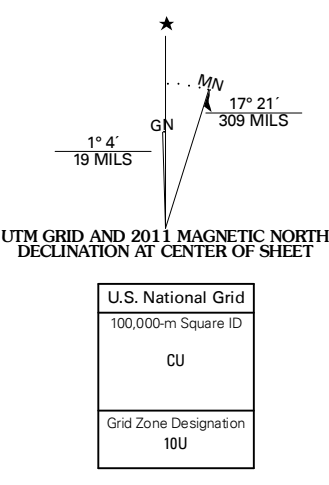 MN
GN
17° 21´
309 MILS
1° 4´
19 MILS
UTM GRID AND 2011 MAGNETIC NORTH
DECLINATION AT CENTER OF SHEET
U.S. National Grid
100,000-m Square ID
CU
Grid Zone Designation
10U